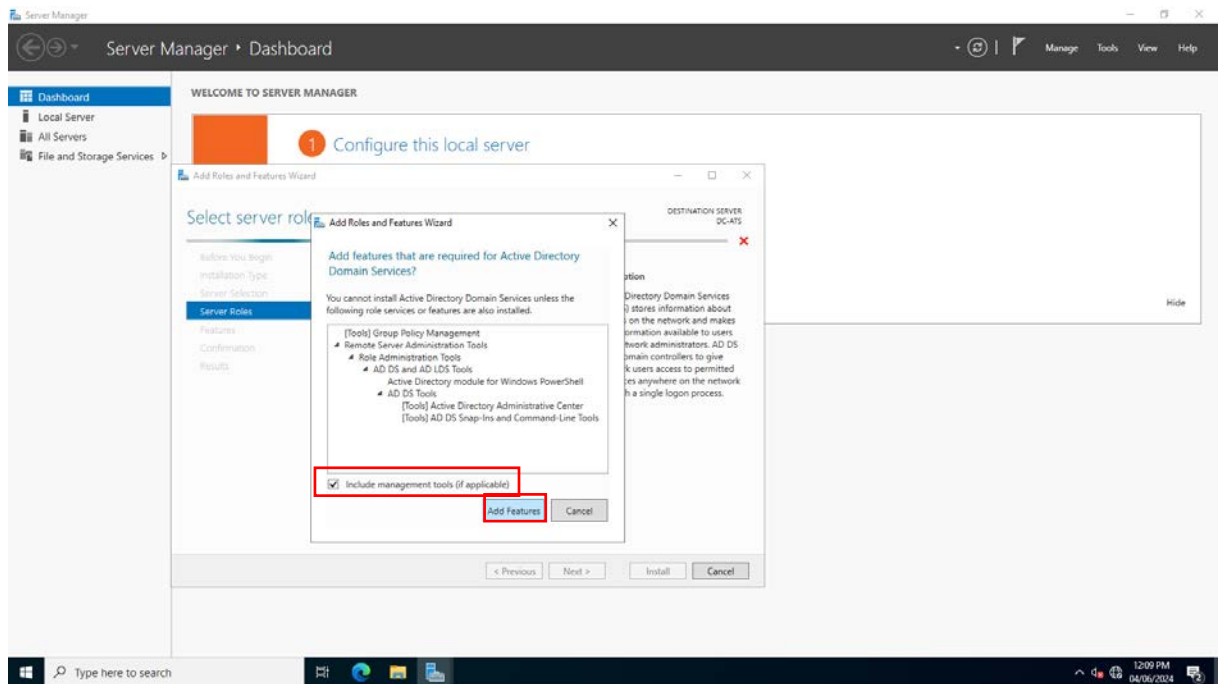 Server Manager
Server Manager • Dashboard
Manage Tools View Help
Dashboard
Local Server
All Servers
File and Storage Services
WELCOME TO SERVER MANAGER
1 Configure this local server
Hide
Add Roles and Features Wizard
Select server role
DESTINATION SERVER
DC-ATS
Before You Begin
Installation Type
Server Selection
Server Roles
Features
Confirmation
Results
ption
Directory Domain Services
) stores information about
on the network and makes
ormation available to users
twork administrators. AD DS
omain controllers to give
k users access to permitted
ces anywhere on the network
h a single logon process.
Add Roles and Features Wizard
Add features that are required for Active Directory
Domain Services?
You cannot install Active Directory Domain Services unless the
following role services or features are also installed.
[Tools] Group Policy Management
Remote Server Administration Tools
Role Administration Tools
AD DS and AD LDS Tools
Active Directory module for Windows PowerShell
AD DS Tools
[Tools] Active Directory Administrative Center
[Tools] AD DS Snap-Ins and Command-Line Tools
Include management tools (if applicable)
Add Features Cancel
< Previous Next > Install Cancel
Type here to search
12:09 PM
04/06/2024
2